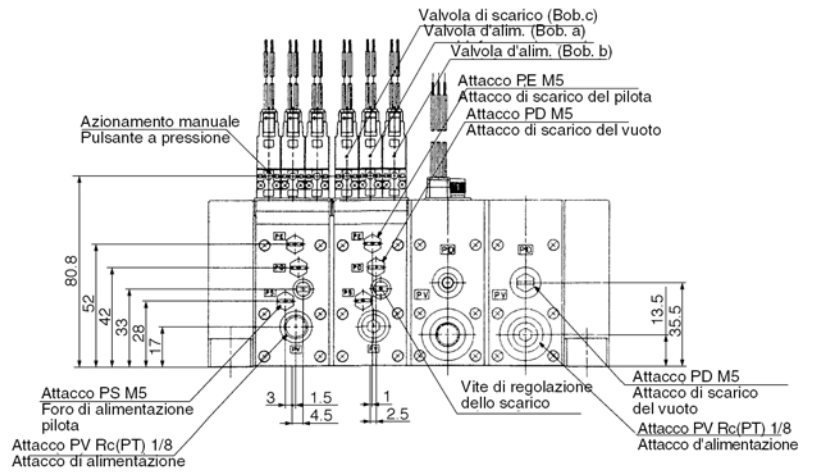 Valvola di scarico (Bob.c)
Valvola d'alim. (Bob. a)
Valvola d'alim. (Bob. b)
Attacco PE M5
Attacco di scarico del pilota
Attacco PD M5
Attacco di scarico del vuoto
Azionamento manuale
Pulsante a pressione
80.8
52
42
33
28
17
PE
PD
PS
PV
PE
PD
PS
PD
PV
PD
PV
13.5
35.5
3
1.5
4.5
1
2.5
Attacco PS M5
Foro di alimentazione
pilota
Attacco PV Rc(PT) 1/8
Attacco di alimentazione
Vite di regolazione
dello scarico
Attacco PD M5
Attacco di scarico
del vuoto
Attacco PV Rc(PT) 1/8
Attacco d'alimentazione